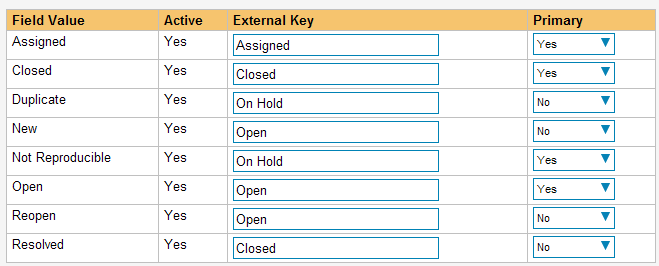 Field Value Active External Key Primary
Assigned Yes Assigned Yes
Closed Yes Closed Yes
Duplicate Yes On Hold No
New Yes Open No
Not Reproducible Yes On Hold Yes
Open Yes Open Yes
Reopen Yes Open No
Resolved Yes Closed No